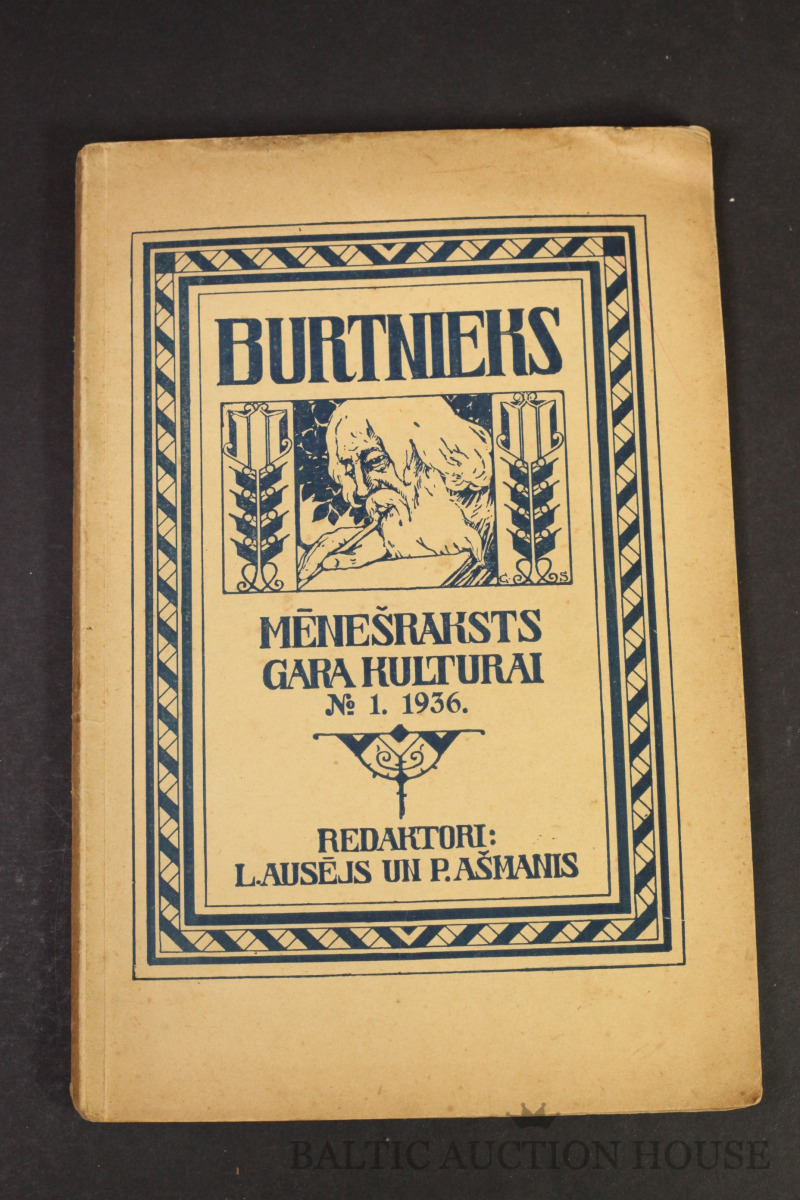 BURTNIEKS
G. S
MĒNEŠRAKSTS
GARA KULTURAI
№ 1. 1936.
REDAKTORI:
L.AUSĒJS UN P.AŠMANIS
BALTIC AUCTION HOUSE